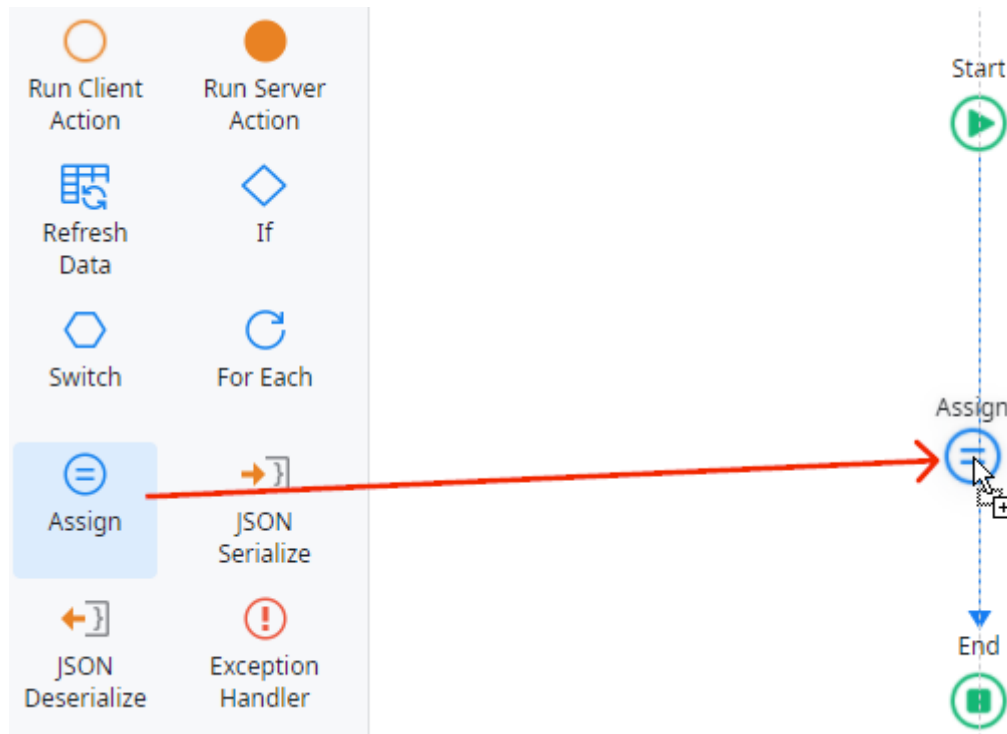 Run Client
Action
Run Server
Action
Refresh
Data
If
Switch
For Each
Assign
JSON
Serialize
JSON
Deserialize
Exception
Handler
Start
Assign
End